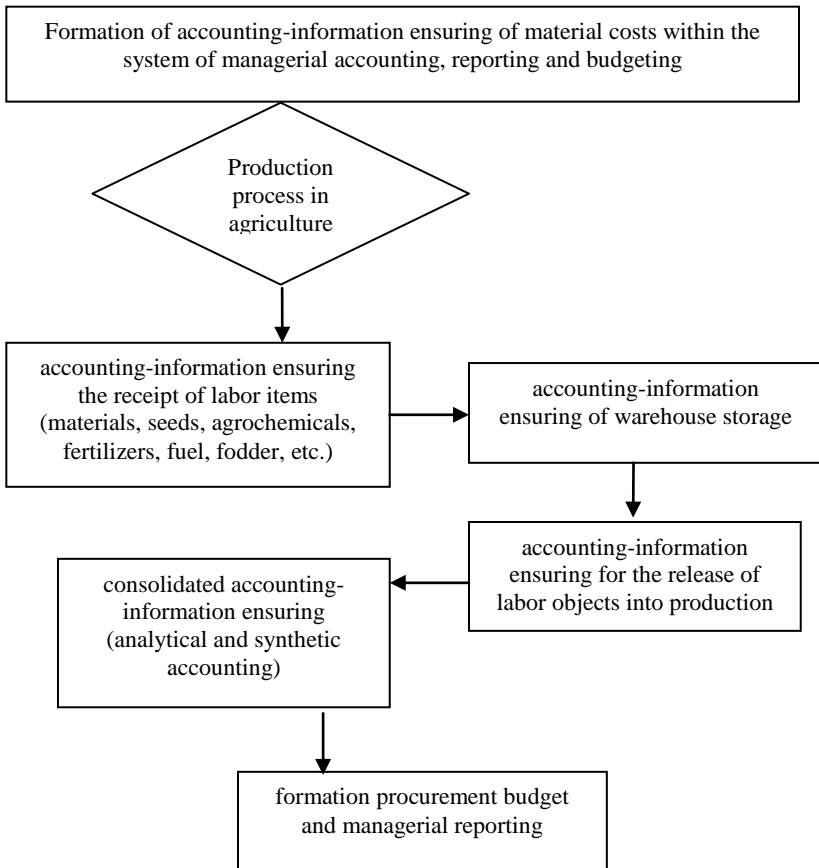 Formation of accounting-information ensuring of material costs within the
system of managerial accounting, reporting and budgeting
Production
process in
agriculture
accounting-information ensuring
the receipt of labor items
(materials, seeds, agrochemicals,
fertilizers, fuel, fodder, etc.)
accounting-information
ensuring of warehouse storage
accounting-information
ensuring for the release of
labor objects into production
consolidated accounting-
information ensuring
(analytical and synthetic
accounting)
formation procurement budget
and managerial reporting